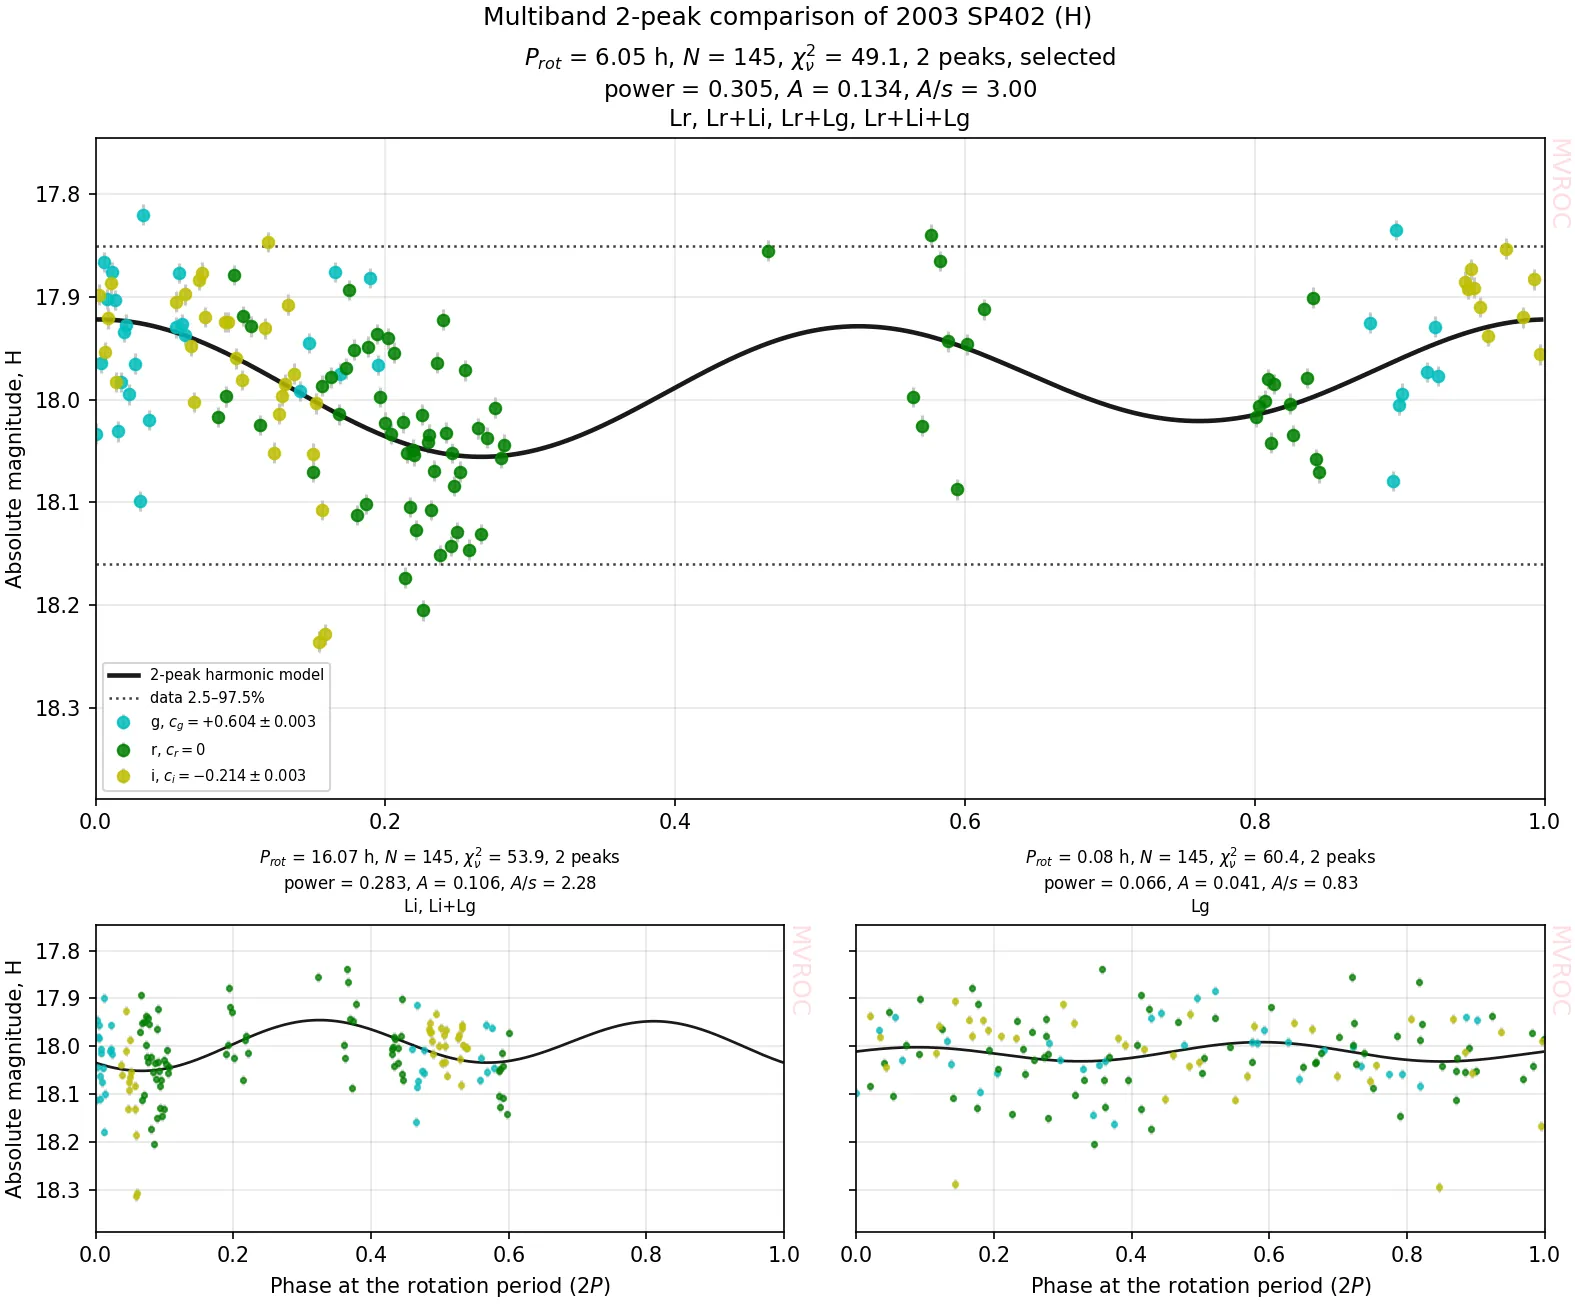 Multiband 2-peak comparison of 2003 SP402 (H)
P_rot = 6.05 h, N = 145, χ²_ν = 49.1, 2 peaks, selected
power = 0.305, A = 0.134, A/s = 3.00
Lr, Lr+Li, Lr+Lg, Lr+Li+Lg
MVROC
Absolute magnitude, H
17.8
17.9
18.0
18.1
18.2
18.3
2-peak harmonic model
data 2.5–97.5%
g, c_g = +0.604 ± 0.003
r, c_r = 0
i, c_i = −0.214 ± 0.003
0.0 0.2 0.4 0.6 0.8 1.0
P_rot = 16.07 h, N = 145, χ²_ν = 53.9, 2 peaks
power = 0.283, A = 0.106, A/s = 2.28
Li, Li+Lg
MVROC
Absolute magnitude, H
17.8
17.9
18.0
18.1
18.2
18.3
0.0 0.2 0.4 0.6 0.8 1.0
Phase at the rotation period (2P)
P_rot = 0.08 h, N = 145, χ²_ν = 60.4, 2 peaks
power = 0.066, A = 0.041, A/s = 0.83
Lg
MVROC
0.0 0.2 0.4 0.6 0.8 1.0
Phase at the rotation period (2P)